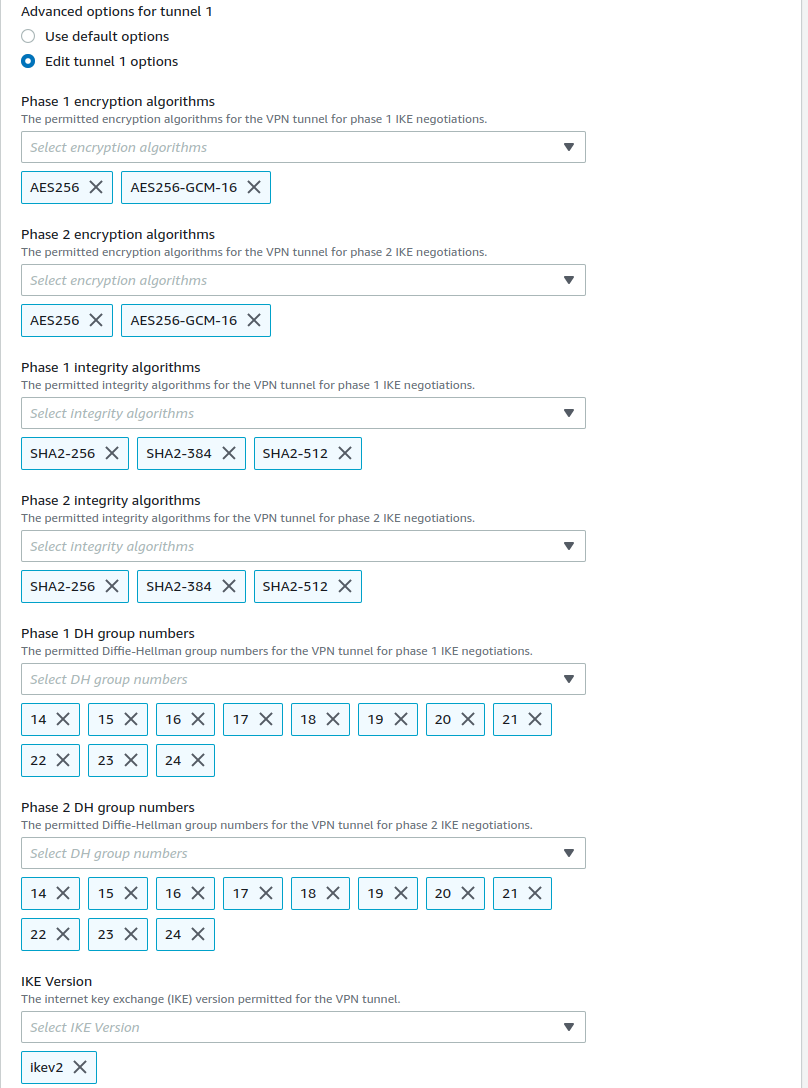 Advanced options for tunnel 1
Use default options
Edit tunnel 1 options
Phase 1 encryption algorithms
The permitted encryption algorithms for the VPN tunnel for phase 1 IKE negotiations.
Select encryption algorithms
AES256 AES256-GCM-16
Phase 2 encryption algorithms
The permitted encryption algorithms for the VPN tunnel for phase 2 IKE negotiations.
Select encryption algorithms
AES256 AES256-GCM-16
Phase 1 integrity algorithms
The permitted integrity algorithms for the VPN tunnel for phase 1 IKE negotiations.
Select integrity algorithms
SHA2-256 SHA2-384 SHA2-512
Phase 2 integrity algorithms
The permitted integrity algorithms for the VPN tunnel for phase 2 IKE negotiations.
Select integrity algorithms
SHA2-256 SHA2-384 SHA2-512
Phase 1 DH group numbers
The permitted Diffie-Hellman group numbers for the VPN tunnel for phase 1 IKE negotiations.
Select DH group numbers
14 15 16 17 18 19 20 21
22 23 24
Phase 2 DH group numbers
The permitted Diffie-Hellman group numbers for the VPN tunnel for phase 2 IKE negotiations.
Select DH group numbers
14 15 16 17 18 19 20 21
22 23 24
IKE Version
The internet key exchange (IKE) version permitted for the VPN tunnel.
Select IKE Version
ikev2